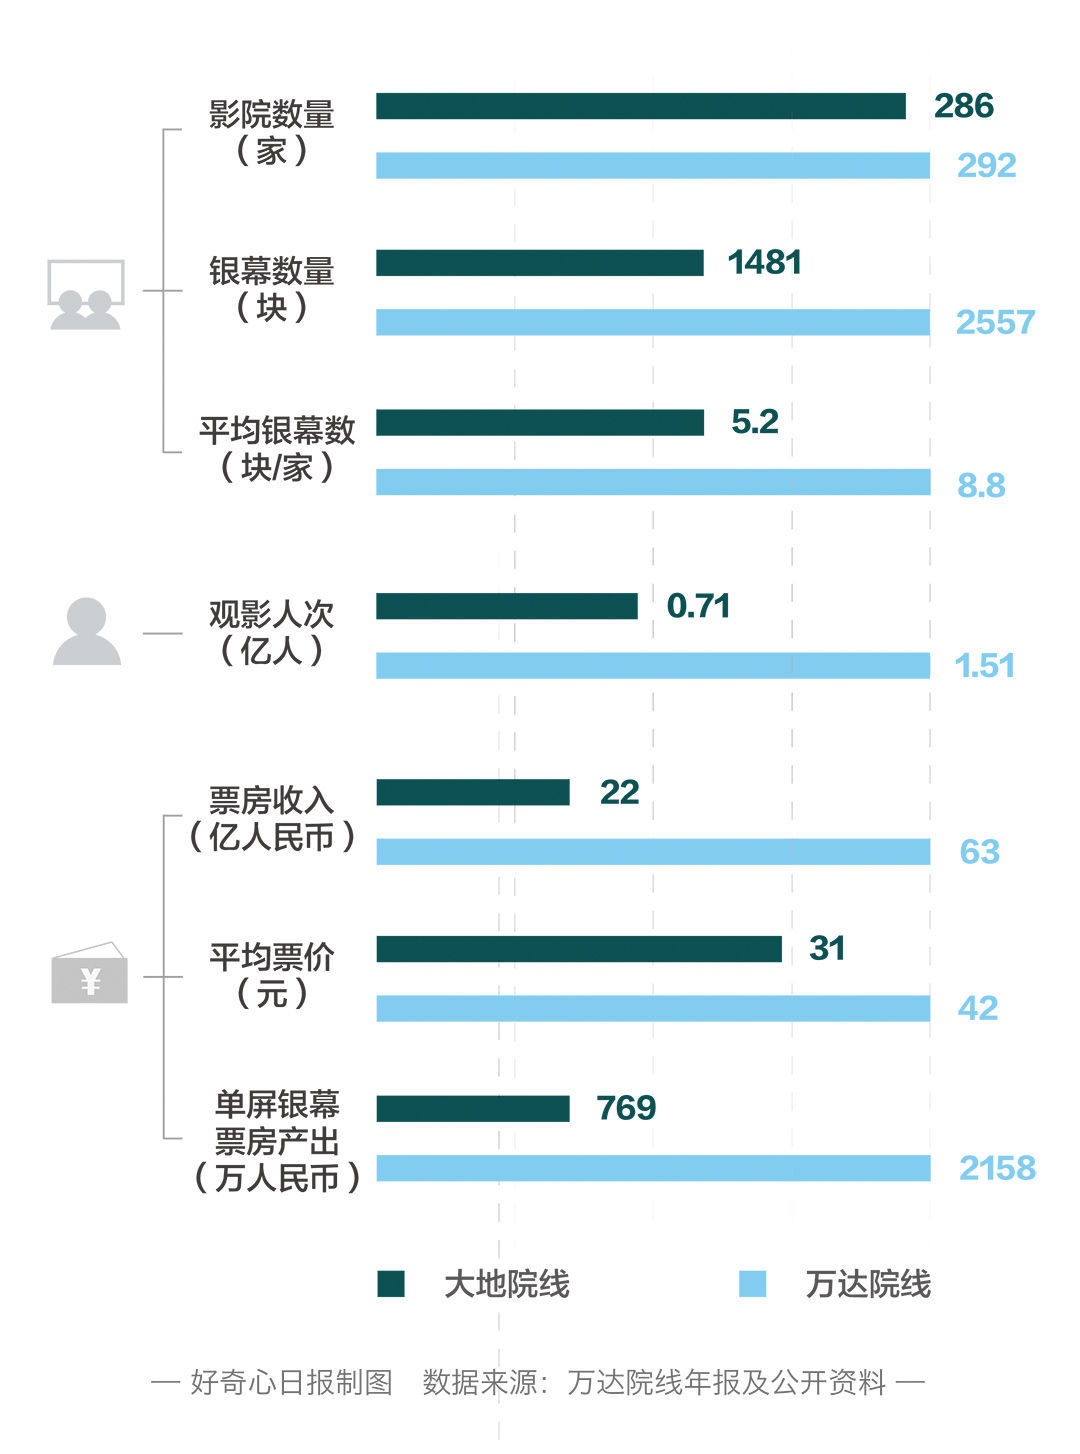 影院数量
（家）
286
292
银幕数量
（块）
1481
2557
平均银幕数
（块/家）
5.2
8.8
观影人次
（亿人）
0.71
1.51
票房收入
（亿人民币）
22
63
¥
平均票价
（元）
31
42
单屏银幕
票房产出
（万人民币）
769
2158
大地院线
万达院线
— 好奇心日报制图 数据来源：万达院线年报及公开资料 —